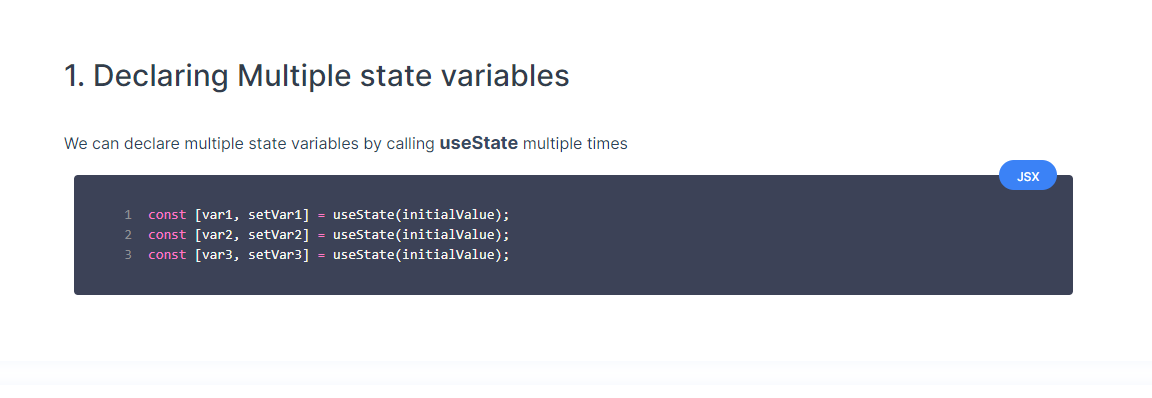 1. Declaring Multiple state variables
We can declare multiple state variables by calling useState multiple times
JSX
1 const [var1, setVar1] = useState(initialValue);
2 const [var2, setVar2] = useState(initialValue);
3 const [var3, setVar3] = useState(initialValue);